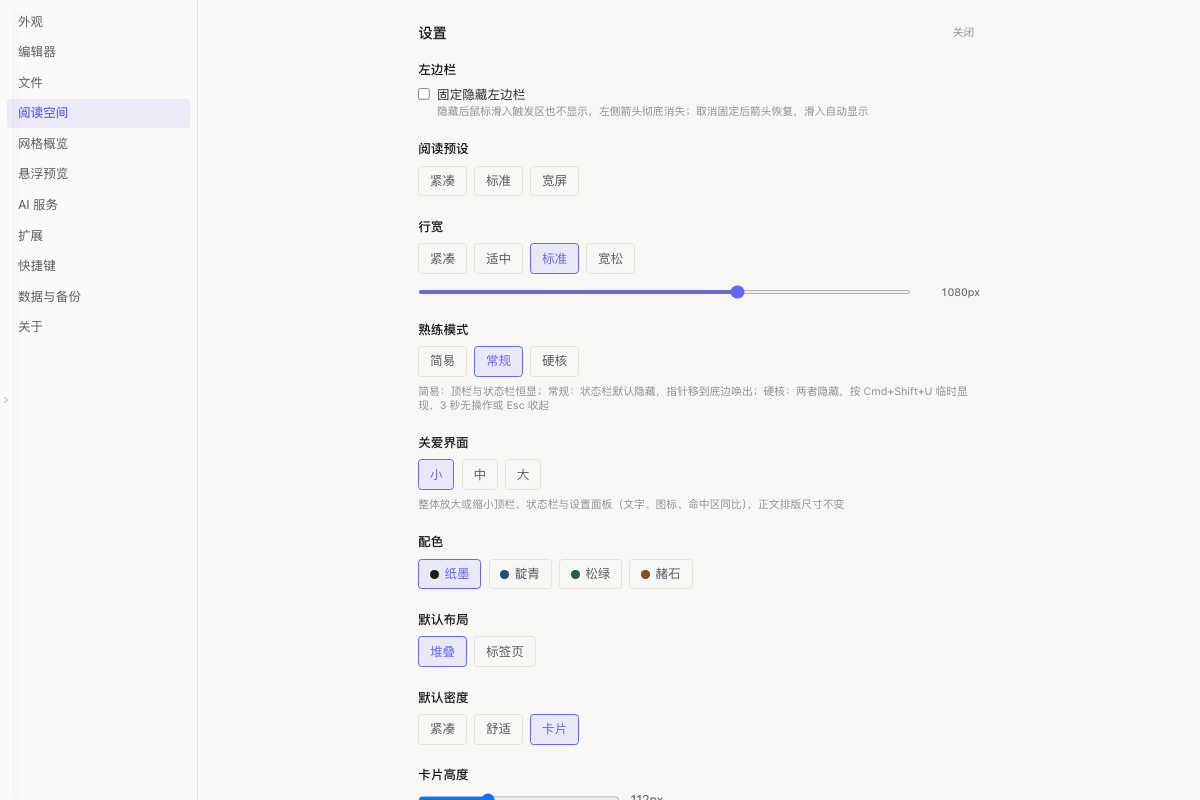 外观
编辑器
文件
阅读空间
网格概览
悬浮预览
AI 服务
扩展
快捷键
数据与备份
关于
设置
关闭
左边栏
固定隐藏左边栏
隐藏后鼠标滑入触发区也不显示，左侧箭头彻底消失；取消固定后箭头恢复，滑入自动显示
阅读预设
紧凑 标准 宽屏
行宽
紧凑 适中 标准 宽松
1080px
熟练模式
简易 常规 硬核
简易：顶栏与状态栏恒显；常规：状态栏默认隐藏，指针移到底边唤出；硬核：两者隐藏，按 Cmd+Shift+U 临时显
现，3 秒无操作或 Esc 收起
关爱界面
小 中 大
整体放大或缩小顶栏、状态栏与设置面板（文字、图标、命中区同比），正文排版尺寸不变
配色
纸墨 靛青 松绿 赭石
默认布局
堆叠 标签页
默认密度
紧凑 舒适 卡片
卡片高度
112px